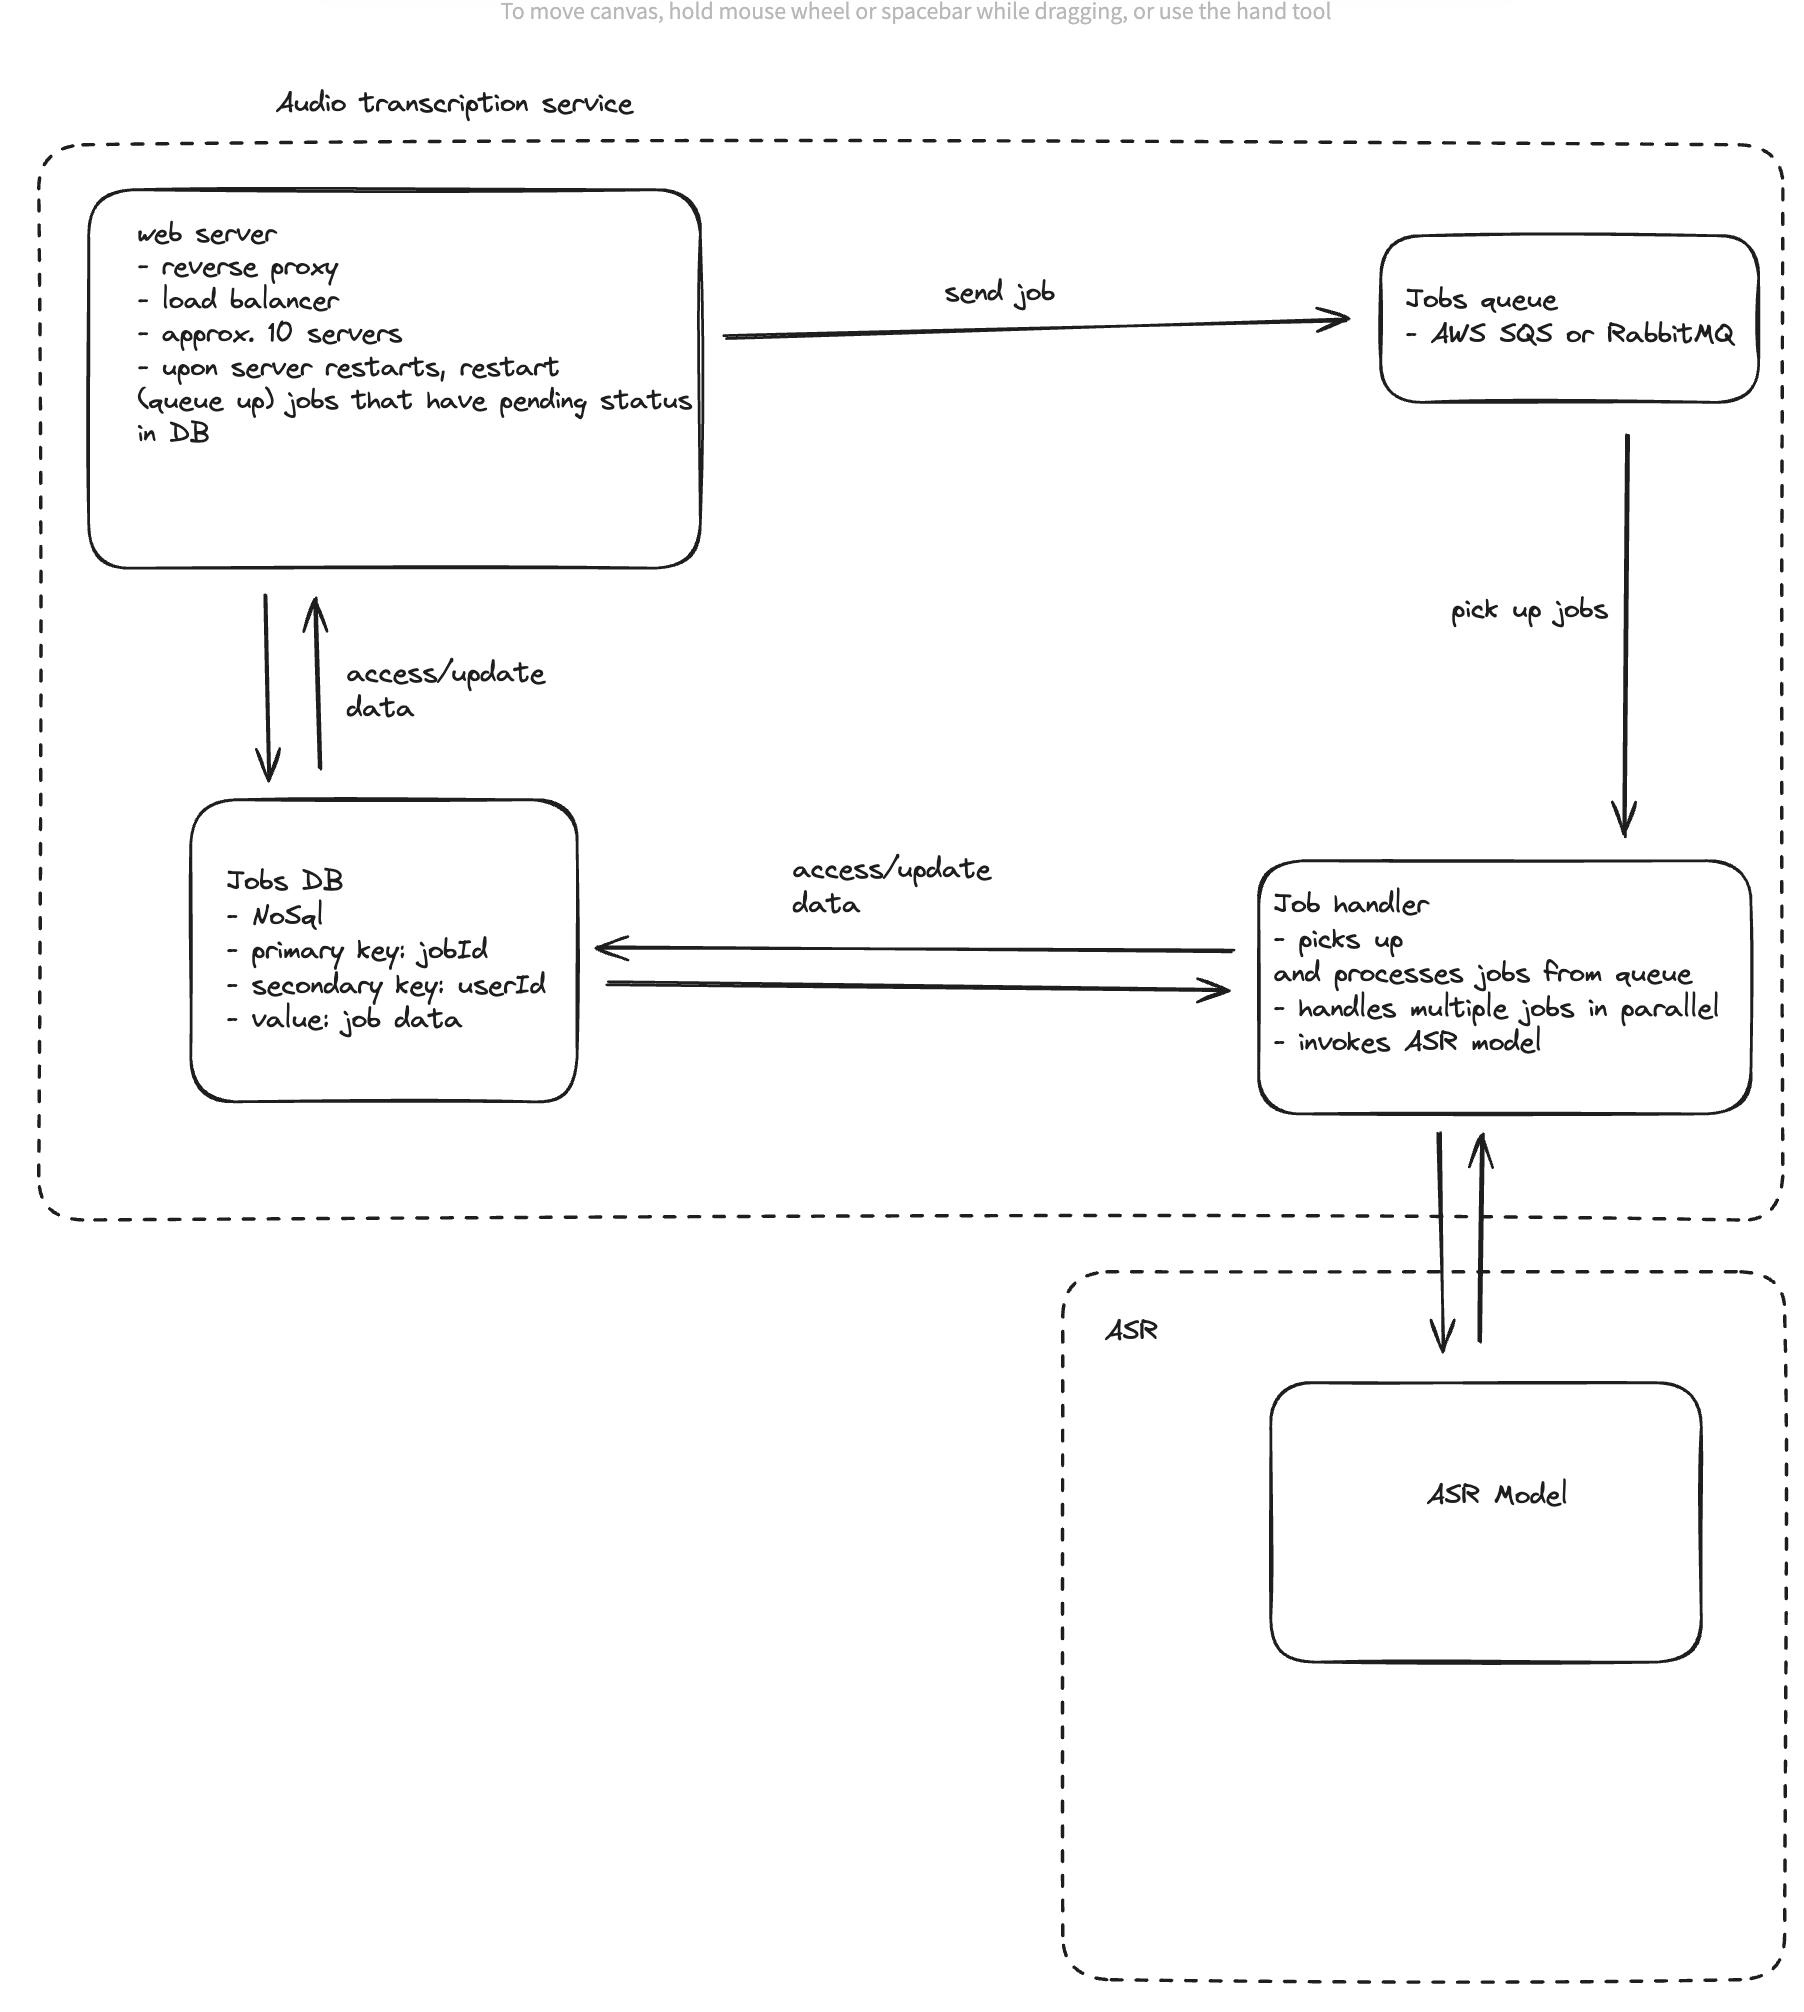 To move canvas, hold mouse wheel or spacebar while dragging, or use the hand tool
Audio transcription service
web server
- reverse proxy
- load balancer
- approx. 10 servers
- upon server restarts, restart
(queue up) jobs that have pending status
in DB
send job
Jobs queue
- AWS SQS or RabbitMQ
pick up jobs
access/update
data
Jobs DB
- NoSql
- primary key: jobId
- secondary key: userId
- value: job data
access/update
data
Job handler
- picks up
and processes jobs from queue
- handles multiple jobs in parallel
- invokes ASR model
ASR
ASR Model